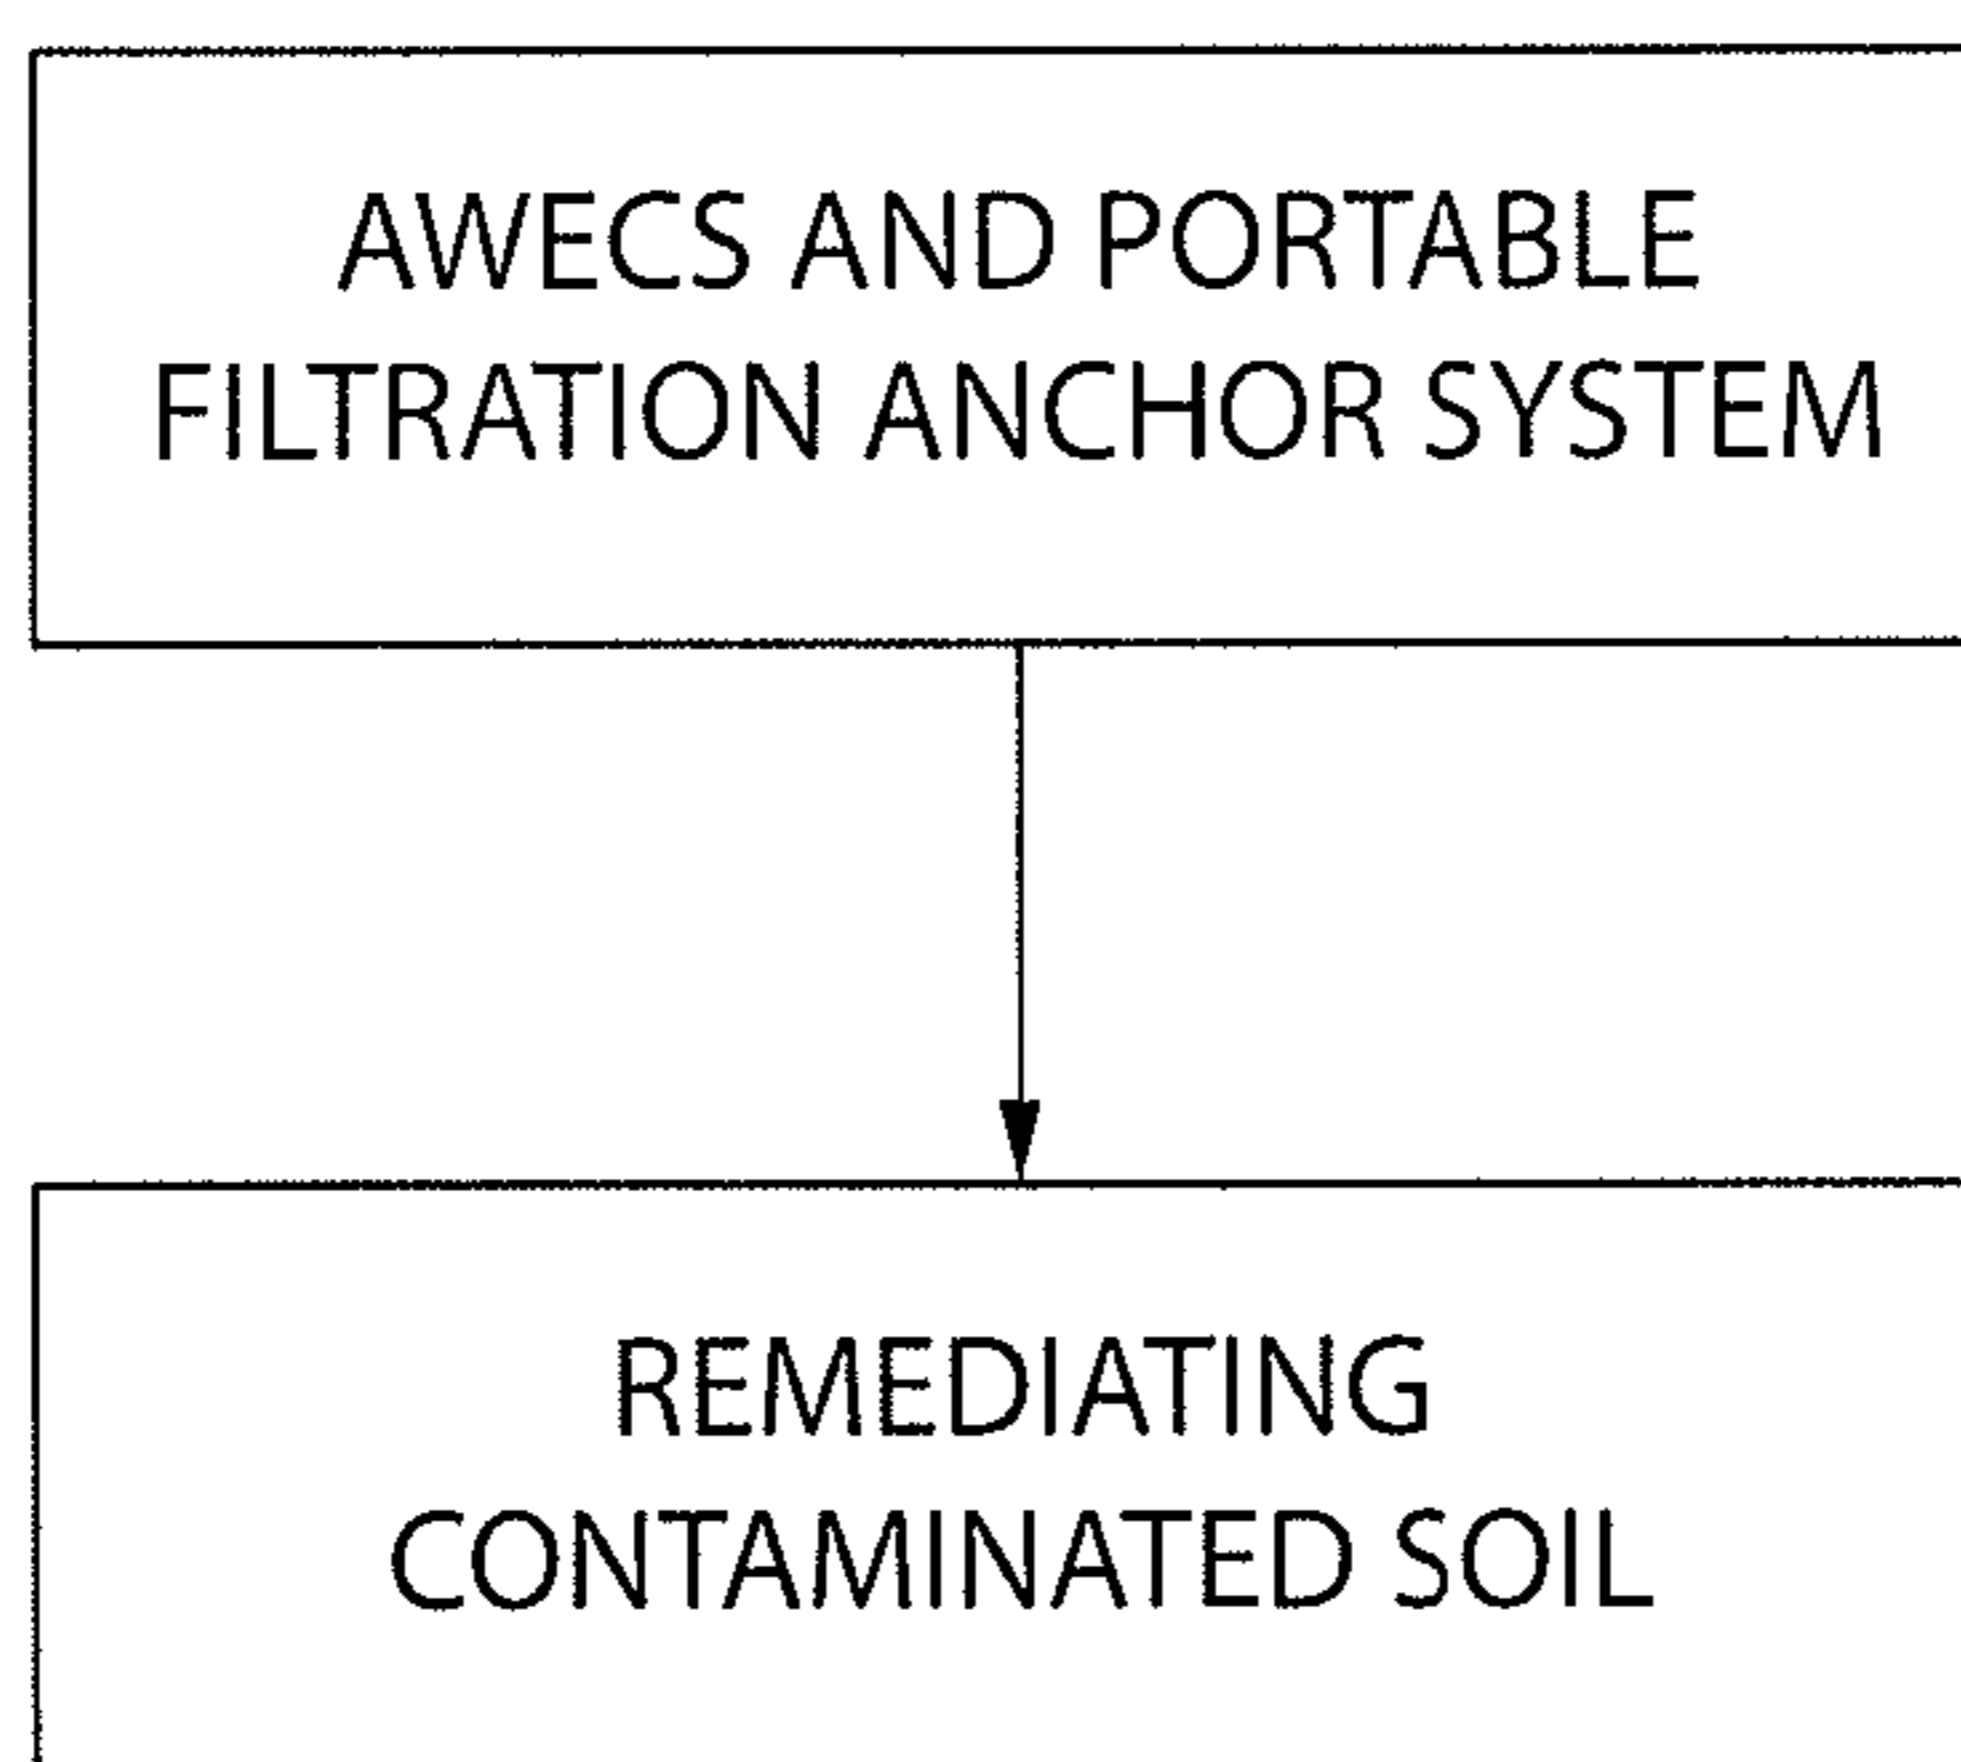 AWECS AND PORTABLE
FILTRATION ANCHOR SYSTEM
REMEDIATING
CONTAMINATED SOIL